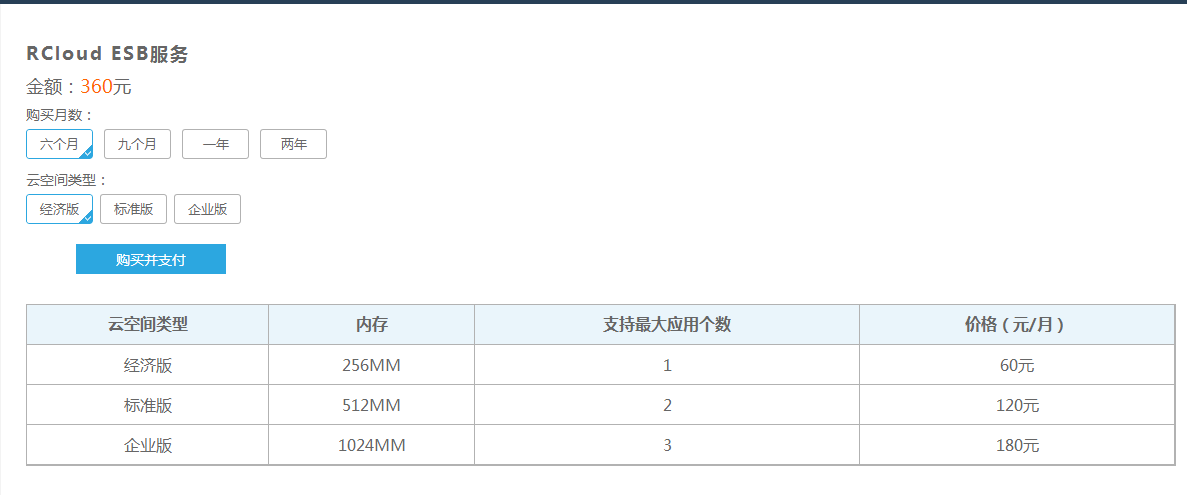 RCloud ESB服务
金额：360元
购买月数：
六个月 九个月 一年 两年
云空间类型：
经济版 标准版 企业版
购买并支付
云空间类型 内存 支持最大应用个数 价格（元/月）
经济版 256MM 1 60元
标准版 512MM 2 120元
企业版 1024MM 3 180元